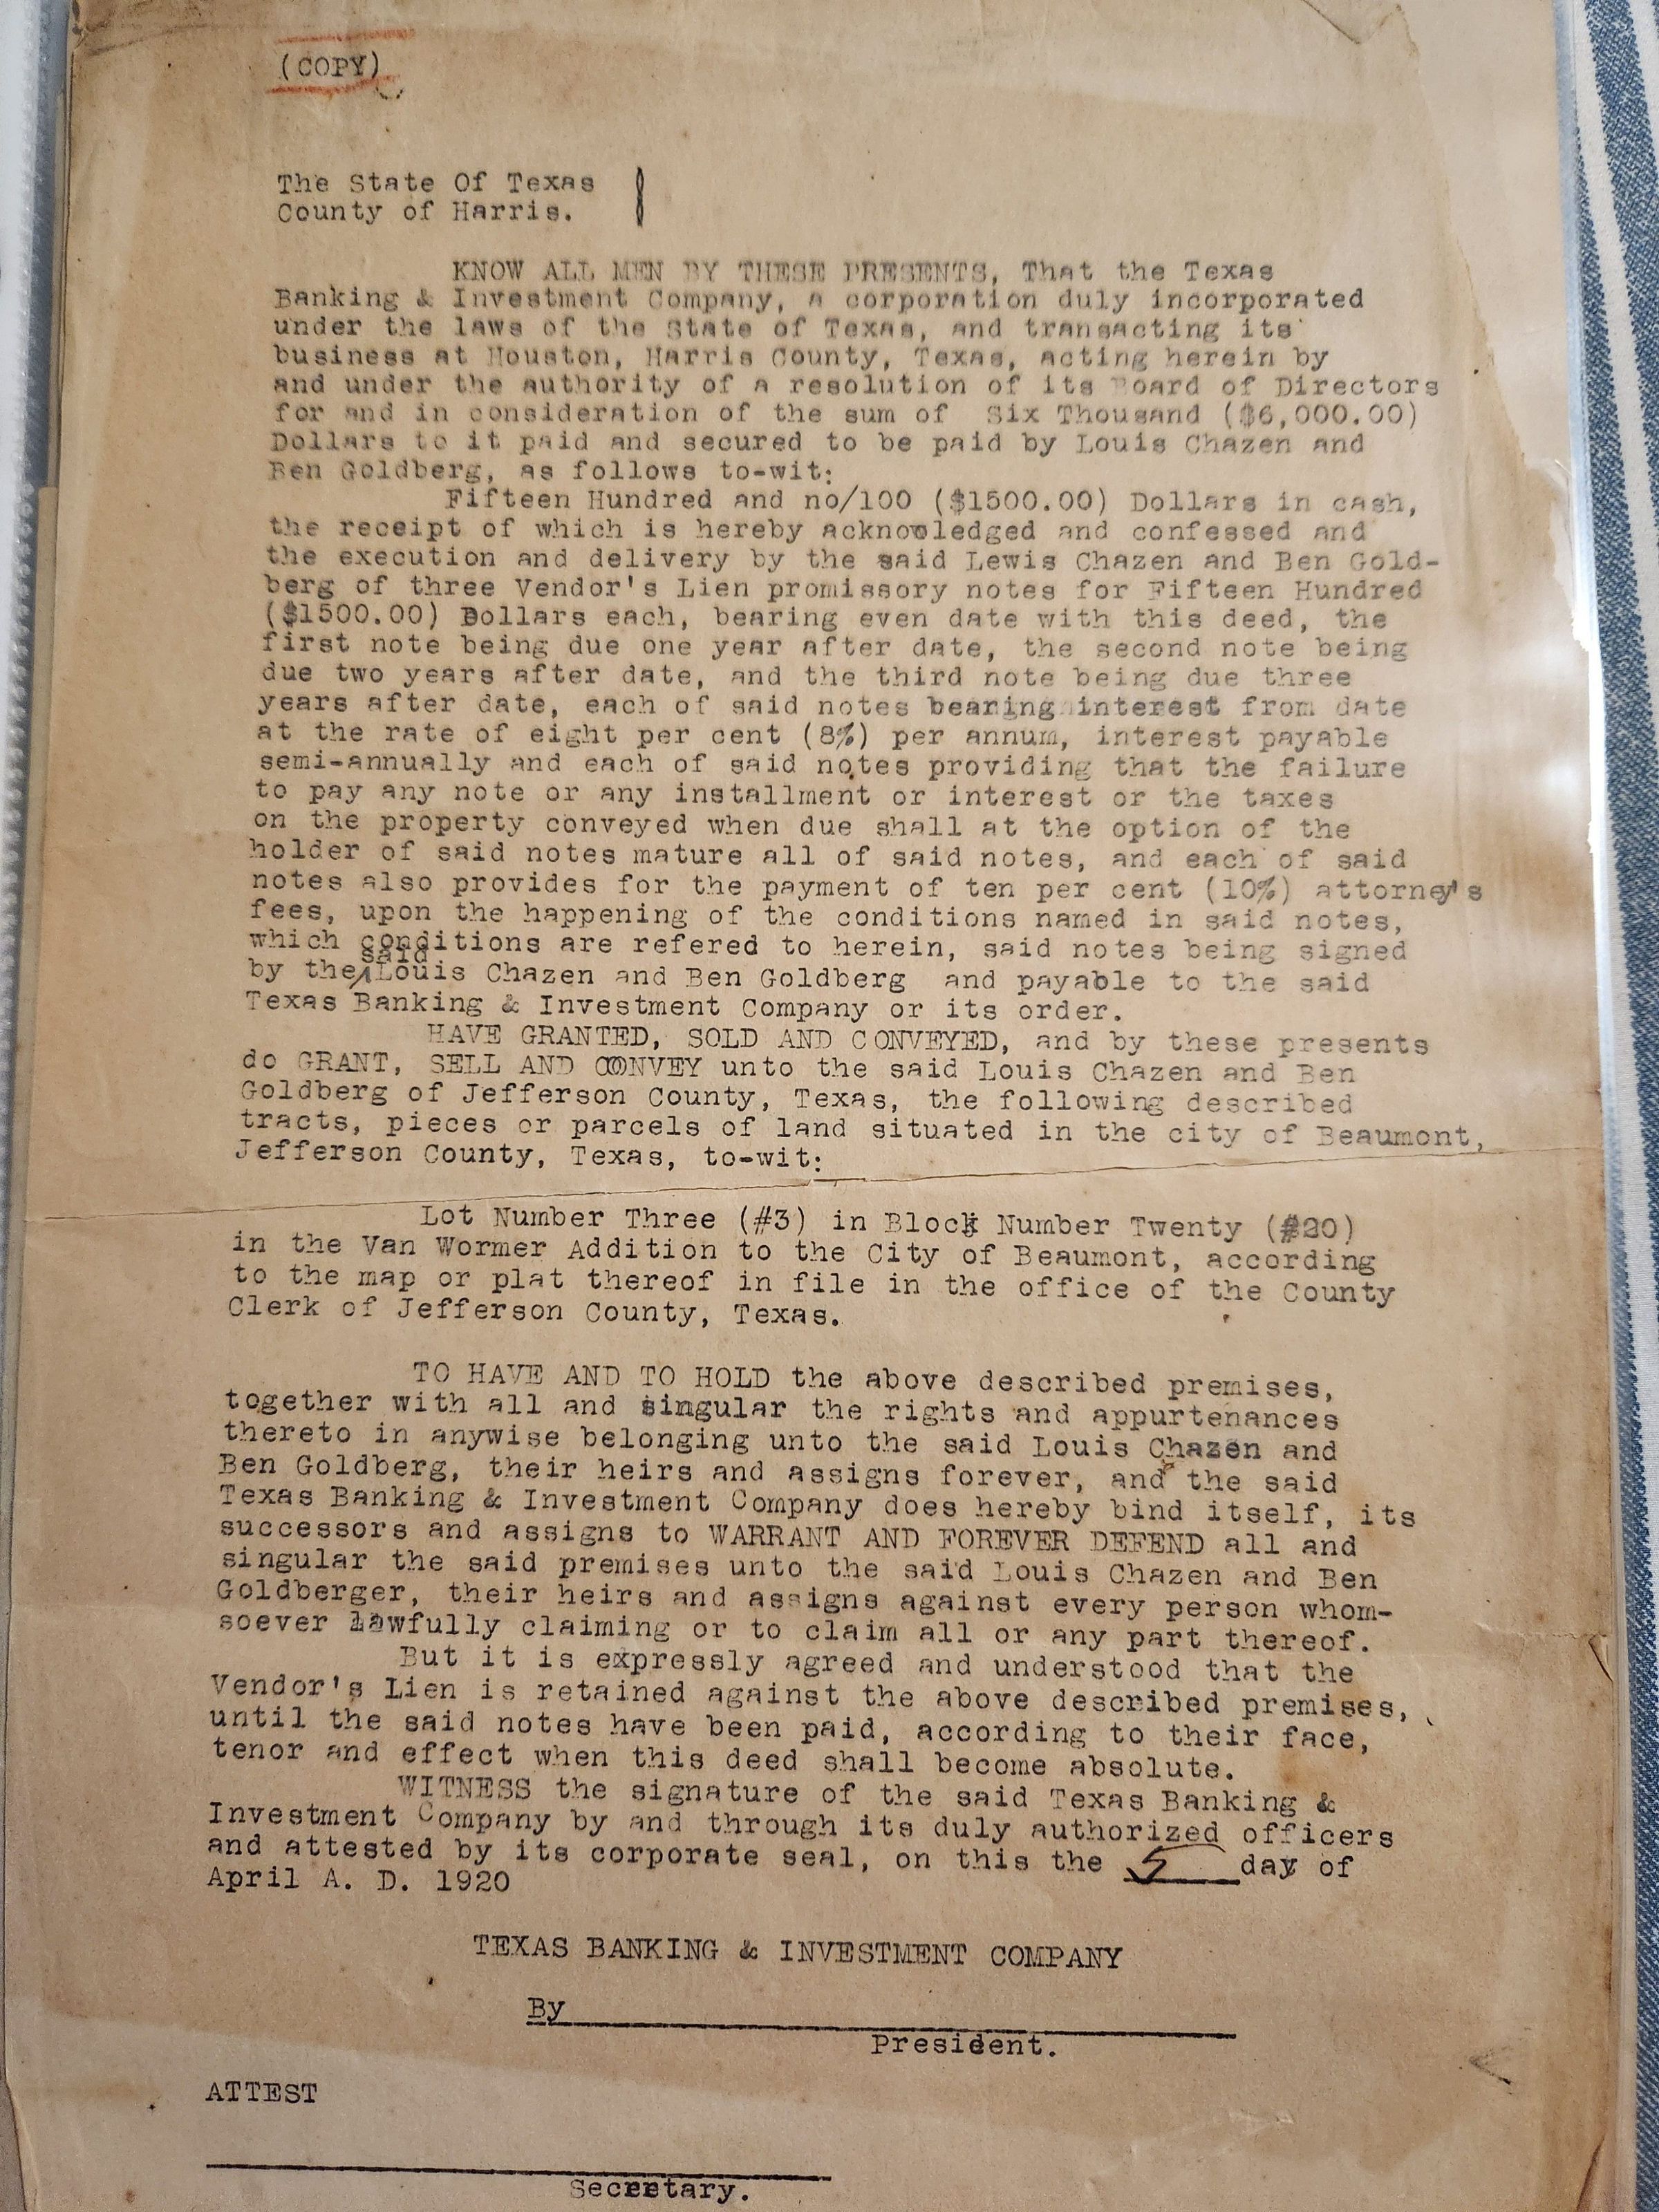 (COPY)
The State Of Texas
County of Harris.
KNOW ALL MEN BY THESE PRESENTS, That the Texas
Banking & Investment Company, a corporation duly incorporated
under the laws of the State of Texas, and transacting its
business at Houston, Harris County, Texas, acting herein by
and under the authority of a resolution of its Board of Directors
for and in consideration of the sum of Six Thousand ($6,000.00)
Dollars to it paid and secured to be paid by Louis Chazen and
Ben Goldberg, as follows to-wit:
Fifteen Hundred and no/100 ($1500.00) Dollars in cash,
the receipt of which is hereby acknowledged and confessed and
the execution and delivery by the said Lewis Chazen and Ben Gold-
berg of three Vendor's Lien promissory notes for Fifteen Hundred
($1500.00) Dollars each, bearing even date with this deed, the
first note being due one year after date, the second note being
due two years after date, and the third note being due three
years after date, each of said notes bearing interest from date
at the rate of eight per cent (8%) per annum, interest payable
semi-annually and each of said notes providing that the failure
to pay any note or any installment or interest or the taxes
on the property conveyed when due shall at the option of the
holder of said notes mature all of said notes, and each of said
notes also provides for the payment of ten per cent (10%) attorney's
fees, upon the happening of the conditions named in said notes,
which conditions are refered to herein, said notes being signed
by the said Louis Chazen and Ben Goldberg and payable to the said
Texas Banking & Investment Company or its order.
HAVE GRANTED, SOLD AND CONVEYED, and by these presents
do GRANT, SELL AND CONVEY unto the said Louis Chazen and Ben
Goldberg of Jefferson County, Texas, the following described
tracts, pieces or parcels of land situated in the city of Beaumont,
Jefferson County, Texas, to-wit:
Lot Number Three (#3) in Block Number Twenty (#20)
in the Van Wormer Addition to the City of Beaumont, according
to the map or plat thereof in file in the office of the County
Clerk of Jefferson County, Texas.
TO HAVE AND TO HOLD the above described premises,
together with all and singular the rights and appurtenances
thereto in anywise belonging unto the said Louis Chazen and
Ben Goldberg, their heirs and assigns forever, and the said
Texas Banking & Investment Company does hereby bind itself, its
successors and assigns to WARRANT AND FOREVER DEFEND all and
singular the said premises unto the said Louis Chazen and Ben
Goldberger, their heirs and assigns against every person whom-
soever lawfully claiming or to claim all or any part thereof.
But it is expressly agreed and understood that the
Vendor's Lien is retained against the above described premises,
until the said notes have been paid, according to their face,
tenor and effect when this deed shall become absolute.
WITNESS the signature of the said Texas Banking &
Investment Company by and through its duly authorized officers
and attested by its corporate seal, on this the 5 day of
April A. D. 1920
TEXAS BANKING & INVESTMENT COMPANY
By
President.
ATTEST
Secretary.